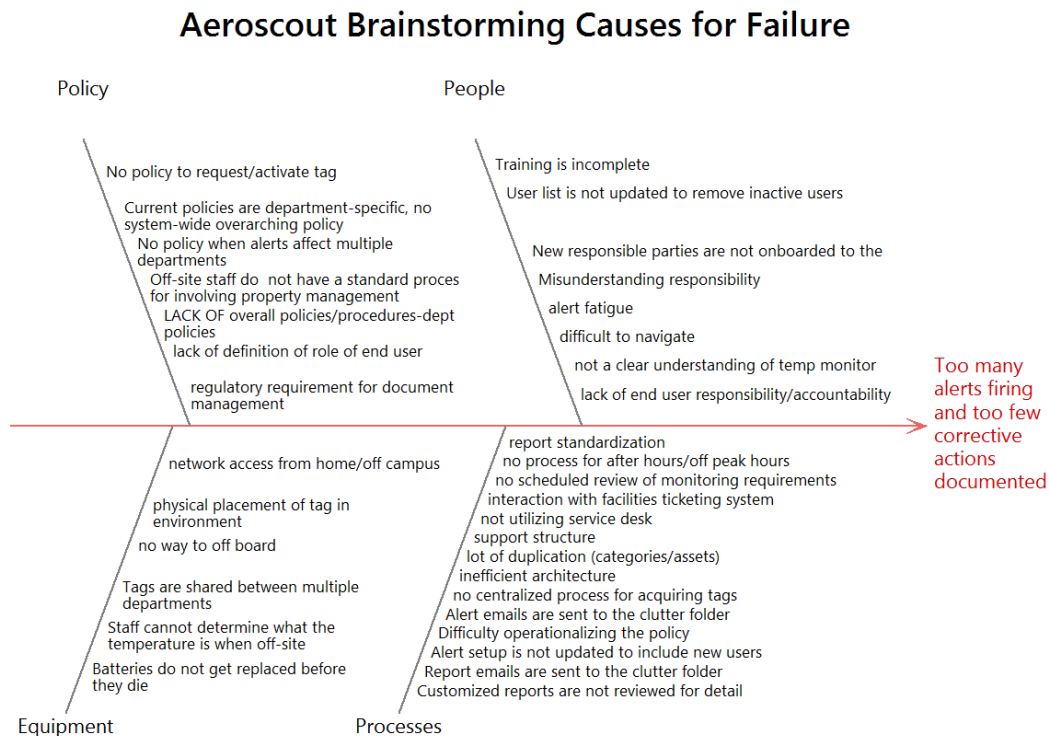 Aeroscout Brainstorming Causes for Failure
Policy
No policy to request/activate tag
Current policies are department-specific, no
system-wide overarching policy
No policy when alerts affect multiple
departments
Off-site staff do  not have a standard proces
for involving property management
LACK OF overall policies/procedures-dept
policies
lack of definition of role of end user
regulatory requirement for document
management
People
Training is incomplete
User list is not updated to remove inactive users
New responsible parties are not onboarded to the
Misunderstanding responsibility
alert fatigue
difficult to navigate
not a clear understanding of temp monitor
lack of end user responsibility/accountability
Too many
alerts firing
and too few
corrective
actions
documented
network access from home/off campus
physical placement of tag in
environment
no way to off board
Tags are shared between multiple
departments
Staff cannot determine what the
temperature is when off-site
Batteries do not get replaced before
they die
Equipment
report standardization
no process for after hours/off peak hours
no scheduled review of monitoring requirements
interaction with facilities ticketing system
not utilizing service desk
support structure
lot of duplication (categories/assets)
inefficient architecture
no centralized process for acquiring tags
Alert emails are sent to the clutter folder
Difficulty operationalizing the policy
Alert setup is not updated to include new users
Report emails are sent to the clutter folder
Customized reports are not reviewed for detail
Processes